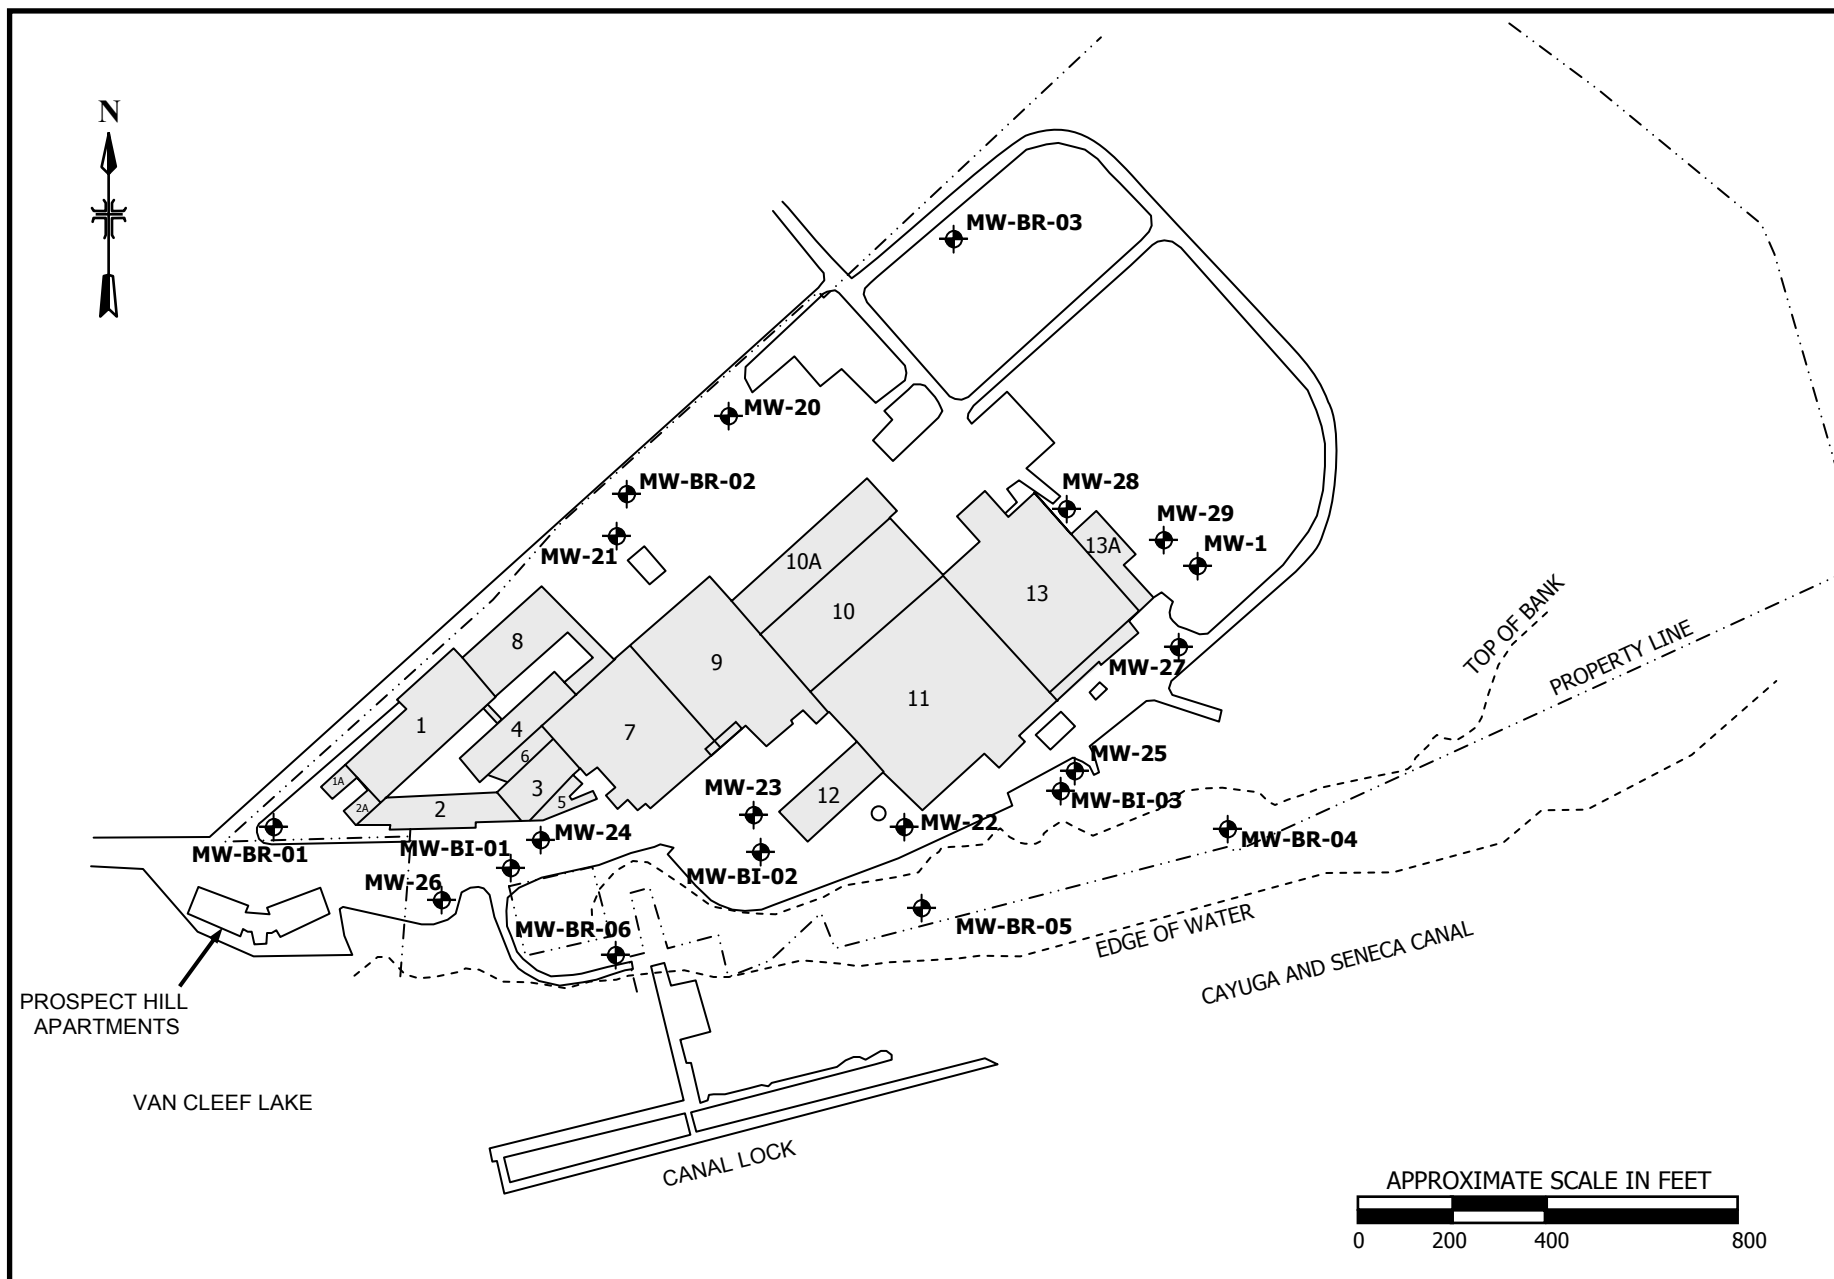 N
MW-BR-03
MW-20
MW-BR-02
MW-28
MW-21
MW-29
MW-1
10A
13A
10
13
8
9
TOP OF BANK
PROPERTY LINE
MW-27
11
1
4
7
6
1A
3
MW-25
2A
2
5
12
MW-23
MW-BI-03
MW-22
MW-24
MW-BR-01
MW-BI-01
MW-BR-04
MW-26
MW-BI-02
MW-BR-05
MW-BR-06
EDGE OF WATER
CAYUGA AND SENECA CANAL
PROSPECT HILL
APARTMENTS
VAN CLEEF LAKE
CANAL LOCK
APPROXIMATE SCALE IN FEET
0 200 400 800